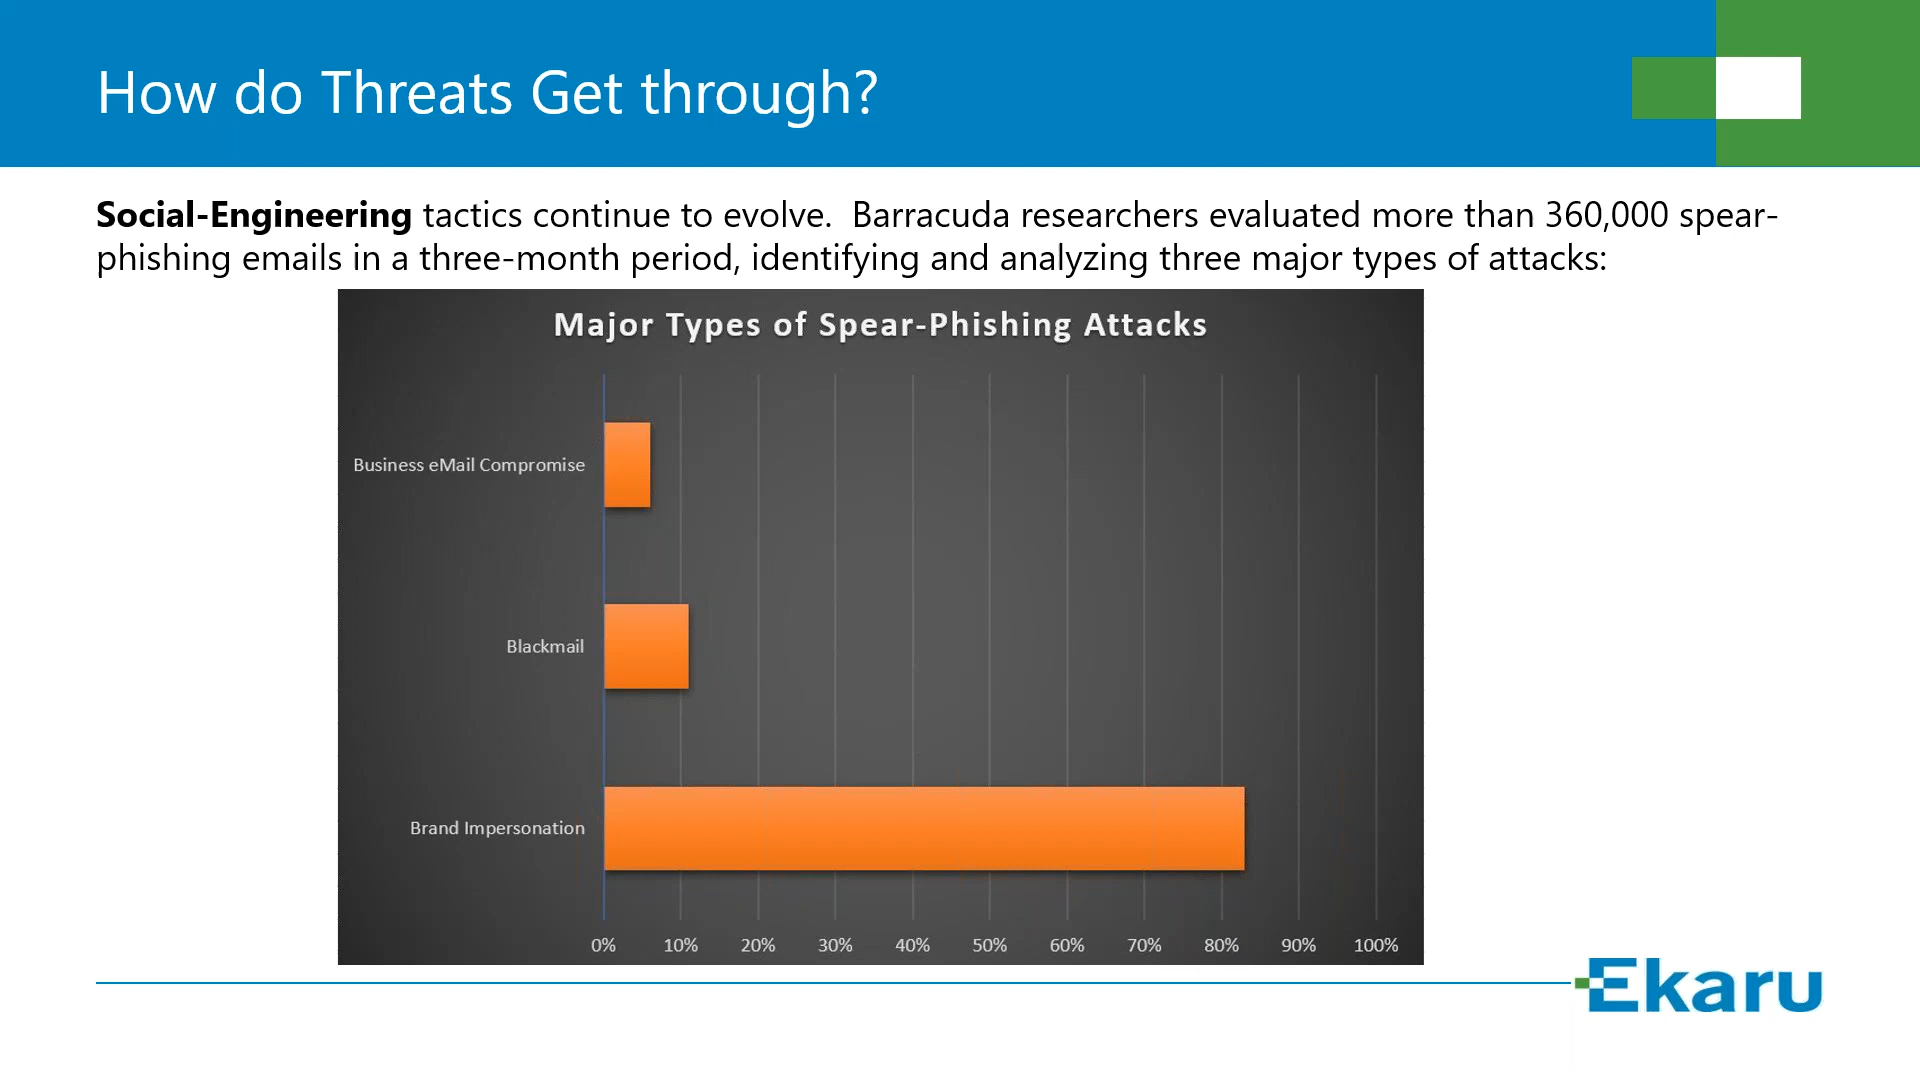 How do Threats Get through?
Social-Engineering tactics continue to evolve.  Barracuda researchers evaluated more than 360,000 spear-
phishing emails in a three-month period, identifying and analyzing three major types of attacks:
Major Types of Spear-Phishing Attacks
Business eMail Compromise
Blackmail
Brand Impersonation
0% 10% 20% 30% 40% 50% 60% 70% 80% 90% 100%
Ekaru